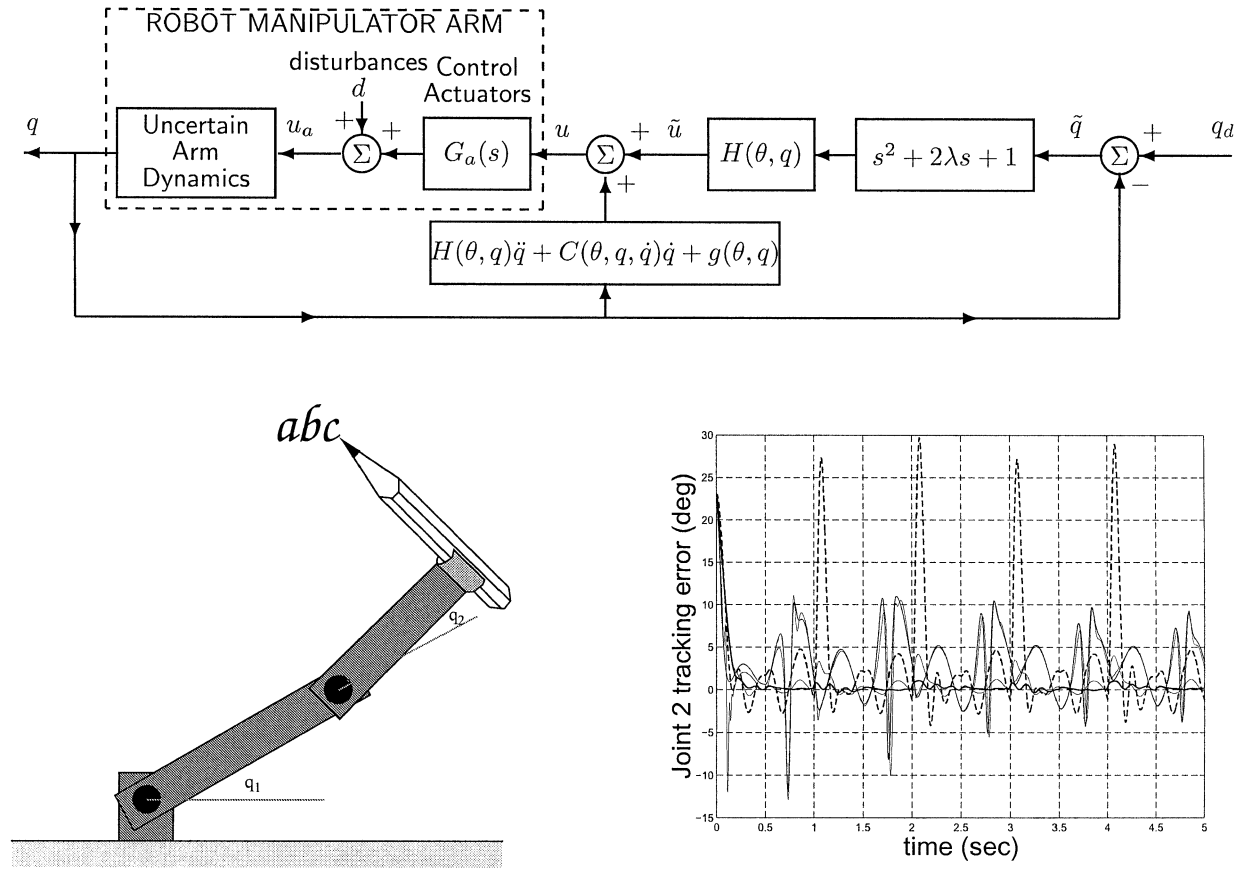 ROBOT MANIPULATOR ARM
disturbances
d
Control
Actuators
q
Uncertain
Arm
Dynamics
u_a
+
Σ
+
G_a(s)
u
Σ
+
+
ũ
H(θ, q)
s² + 2λs + 1
q̃
Σ
+
−
q_d
H(θ, q)q̈ + C(θ, q, q̇)q̇ + g(θ, q)
abc
q₂
q₁
Joint 2 tracking error (deg)
30
25
20
15
10
5
0
−5
−10
−15
0 0.5 1 1.5 2 2.5 3 3.5 4 4.5 5
time (sec)